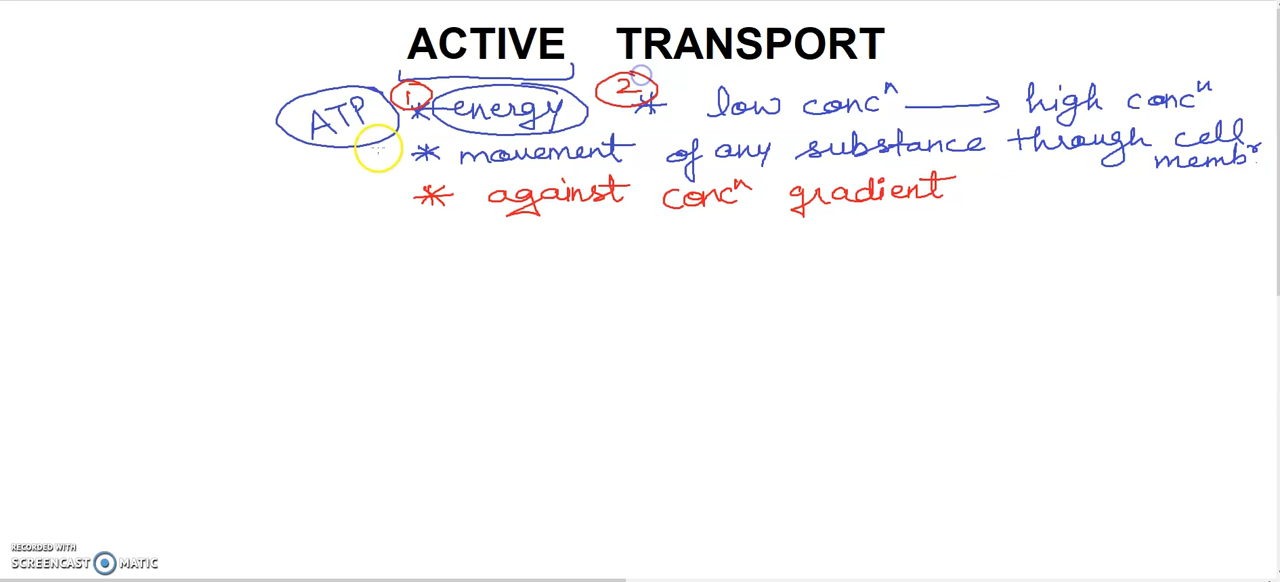 ACTIVE TRANSPORT
ATP 1 * energy 2 * low concⁿ → high concⁿ
* movement of any substance through cell membr.
* against concⁿ gradient
RECORDED WITH
SCREENCAST MATIC